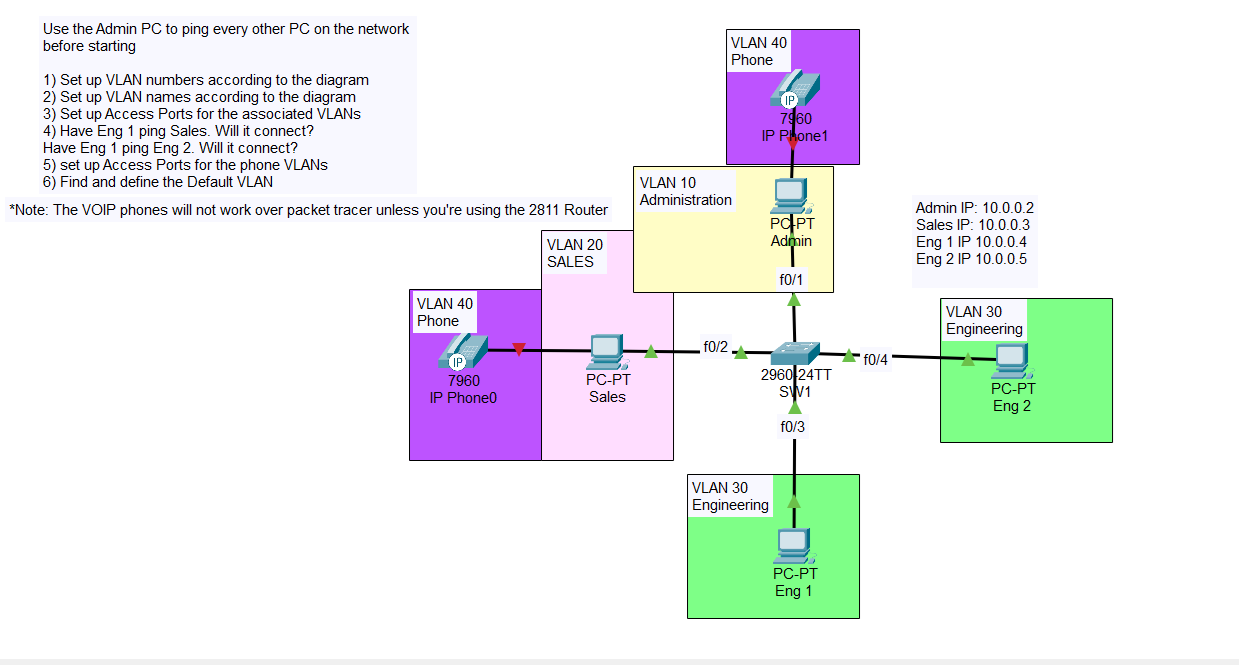 Use the Admin PC to ping every other PC on the network
before starting
1) Set up VLAN numbers according to the diagram
2) Set up VLAN names according to the diagram
3) Set up Access Ports for the associated VLANs
4) Have Eng 1 ping Sales. Will it connect?
Have Eng 1 ping Eng 2. Will it connect?
5) set up Access Ports for the phone VLANs
6) Find and define the Default VLAN
*Note: The VOIP phones will not work over packet tracer unless you're using the 2811 Router
VLAN 40
Phone
IP
7960
IP Phone1
VLAN 10
Administration
PC-PT
Admin
f0/1
Admin IP: 10.0.0.2
Sales IP: 10.0.0.3
Eng 1 IP 10.0.0.4
Eng 2 IP 10.0.0.5
VLAN 20
SALES
VLAN 40
Phone
IP
7960
IP Phone0
PC-PT
Sales
f0/2
2960-24TT
SW1
f0/4
VLAN 30
Engineering
PC-PT
Eng 2
f0/3
VLAN 30
Engineering
PC-PT
Eng 1